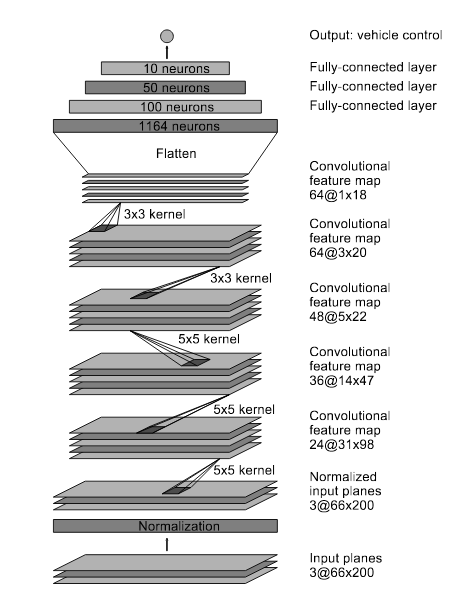 Output: vehicle control
10 neurons
Fully-connected layer
50 neurons
Fully-connected layer
100 neurons
Fully-connected layer
1164 neurons
Flatten
Convolutional
feature map
64@1x18
3x3 kernel
Convolutional
feature map
64@3x20
3x3 kernel
Convolutional
feature map
48@5x22
5x5 kernel
Convolutional
feature map
36@14x47
5x5 kernel
Convolutional
feature map
24@31x98
5x5 kernel
Normalized
input planes
3@66x200
Normalization
Input planes
3@66x200